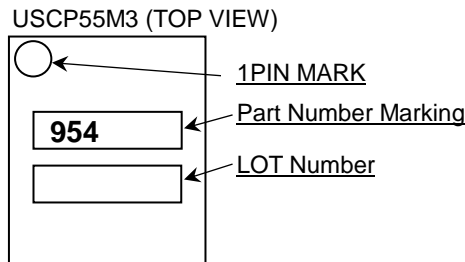 USCP55M3 (TOP VIEW)
1PIN MARK
Part Number Marking
954
LOT Number